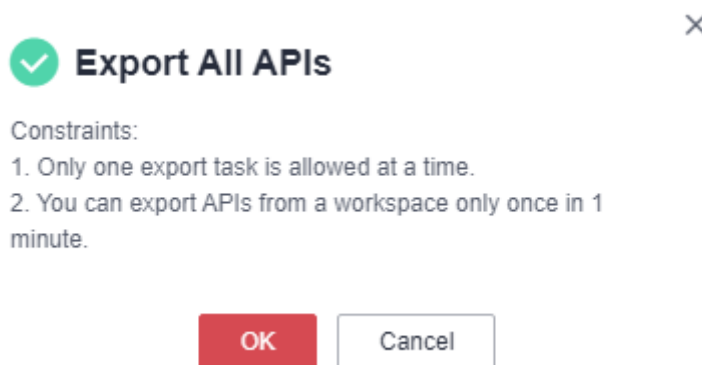 Export All APIs
Constraints:
1. Only one export task is allowed at a time.
2. You can export APIs from a workspace only once in 1
minute.
OK
Cancel